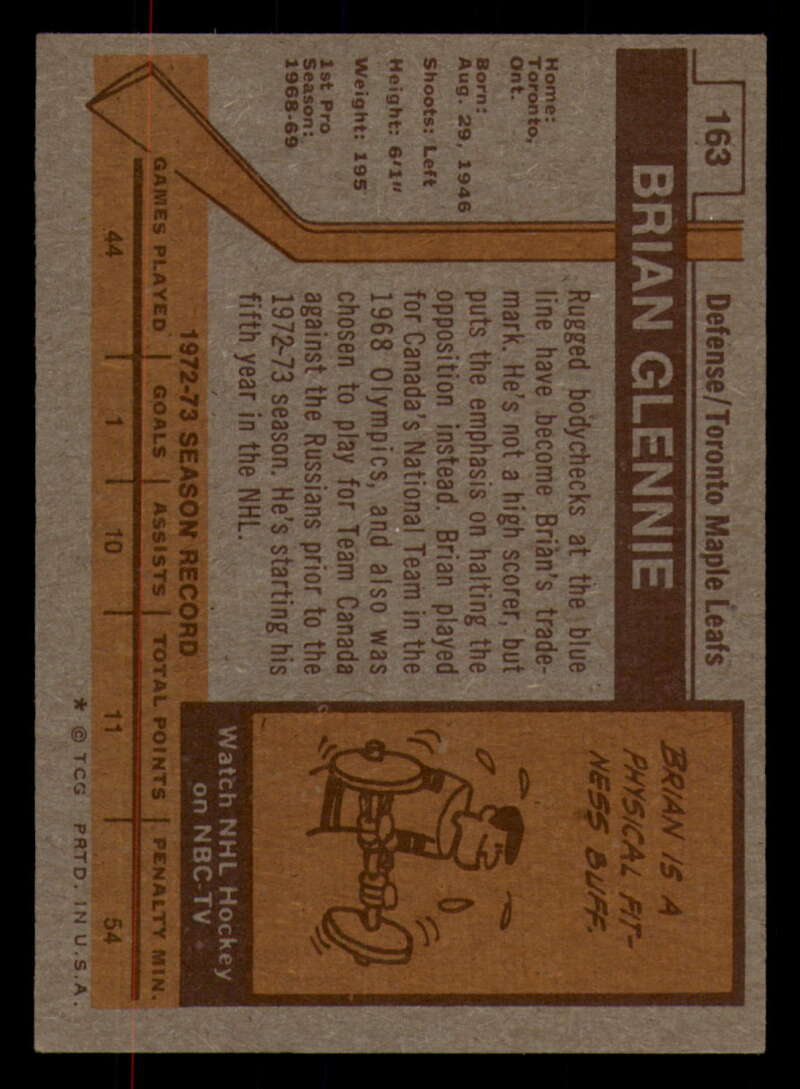 163
Defense/Toronto Maple Leafs
BRIAN GLENNIE
Home:
Toronto,
Ont.
Born:
Aug. 29, 1946
Shoots: Left
Height: 6'1"
Weight: 195
1st Pro
Season:
1968-69
Rugged bodychecks at the blue
line have become Brian's trade-
mark. He's not a high scorer, but
puts the emphasis on halting the
opposition instead. Brian played
for Canada's National Team in the
1968 Olympics, and also was
chosen to play for Team Canada
against the Russians prior to the
1972-73 season. He's starting his
fifth year in the NHL.
BRIAN IS A
PHYSICAL FIT-
NESS BUFF.
Watch NHL Hockey
on NBC-TV
1972-73 SEASON RECORD
GAMES PLAYED GOALS ASSISTS TOTAL POINTS PENALTY MIN.
44 1 10 11 54
* © TCG PRTD. IN U.S.A.